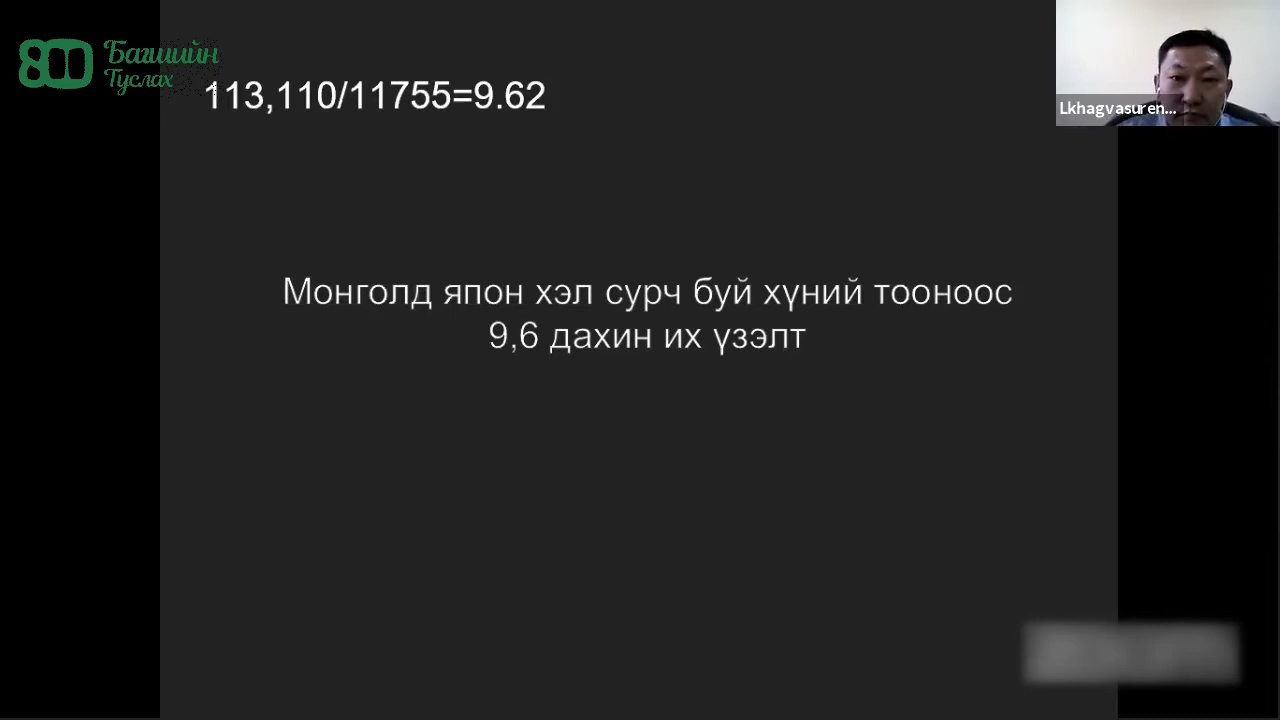 800 Багшийн
Туслах
113,110/11755=9.62
Lkhagvasuren...
Монголд япон хэл сурч буй хүний тооноос
9,6 дахин их үзэлт